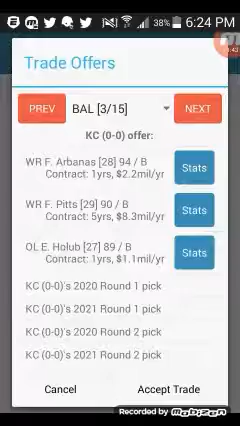 38% 6:24 PM
Trade Offers
PREV BAL [3/15] NEXT
KC (0-0) offer:
WR F. Arbanas [28] 94 / B
Contract: 1yrs, $2.2mil/yr
Stats
WR F. Pitts [29] 90 / B
Contract: 5yrs, $8.3mil/yr
Stats
OL E. Holub [27] 89 / B
Contract: 1yrs, $1.1mil/yr
Stats
KC (0-0)'s 2020 Round 1 pick
KC (0-0)'s 2021 Round 1 pick
KC (0-0)'s 2020 Round 2 pick
KC (0-0)'s 2021 Round 2 pick
Cancel Accept Trade
Recorded by mobizen